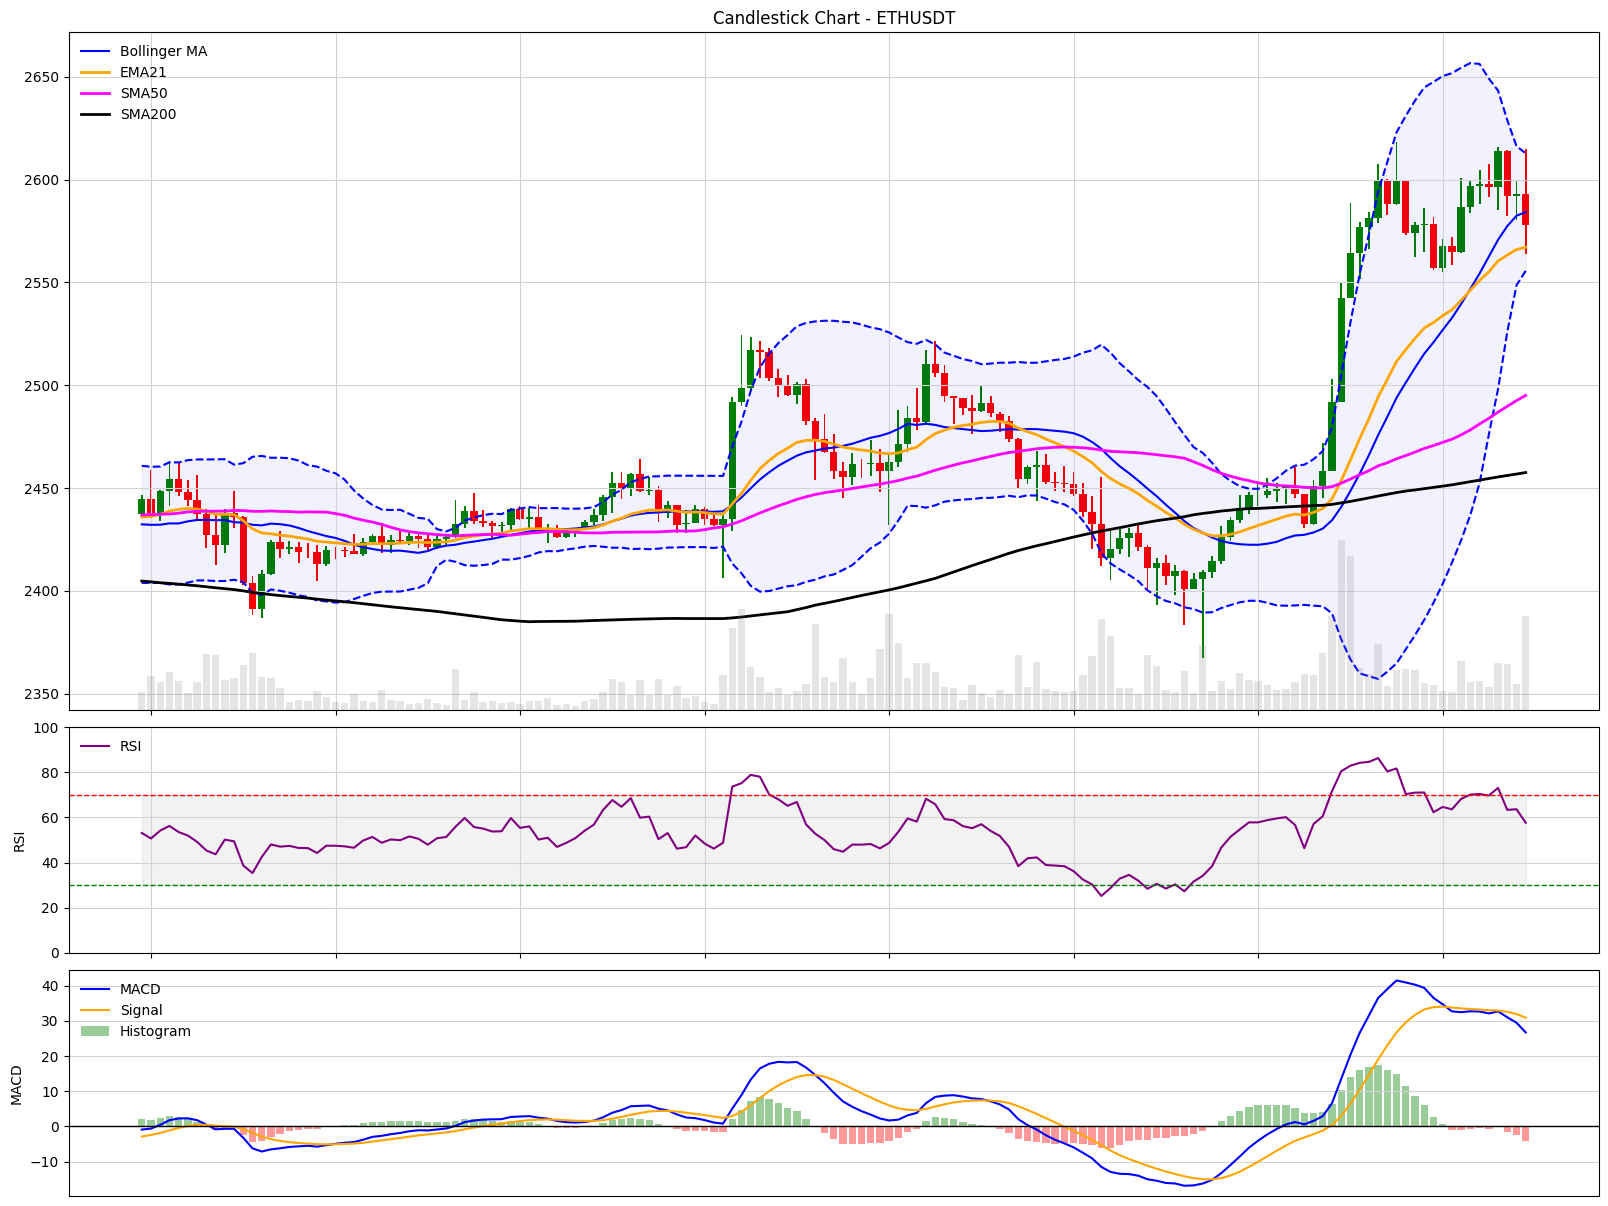 Candlestick Chart - ETHUSDT
Bollinger MA
EMA21
SMA50
SMA200
2650
2600
2550
2500
2450
2400
2350
RSI
100
80
60
40
20
0
RSI
MACD
Signal
Histogram
40
30
20
10
0
−10
MACD